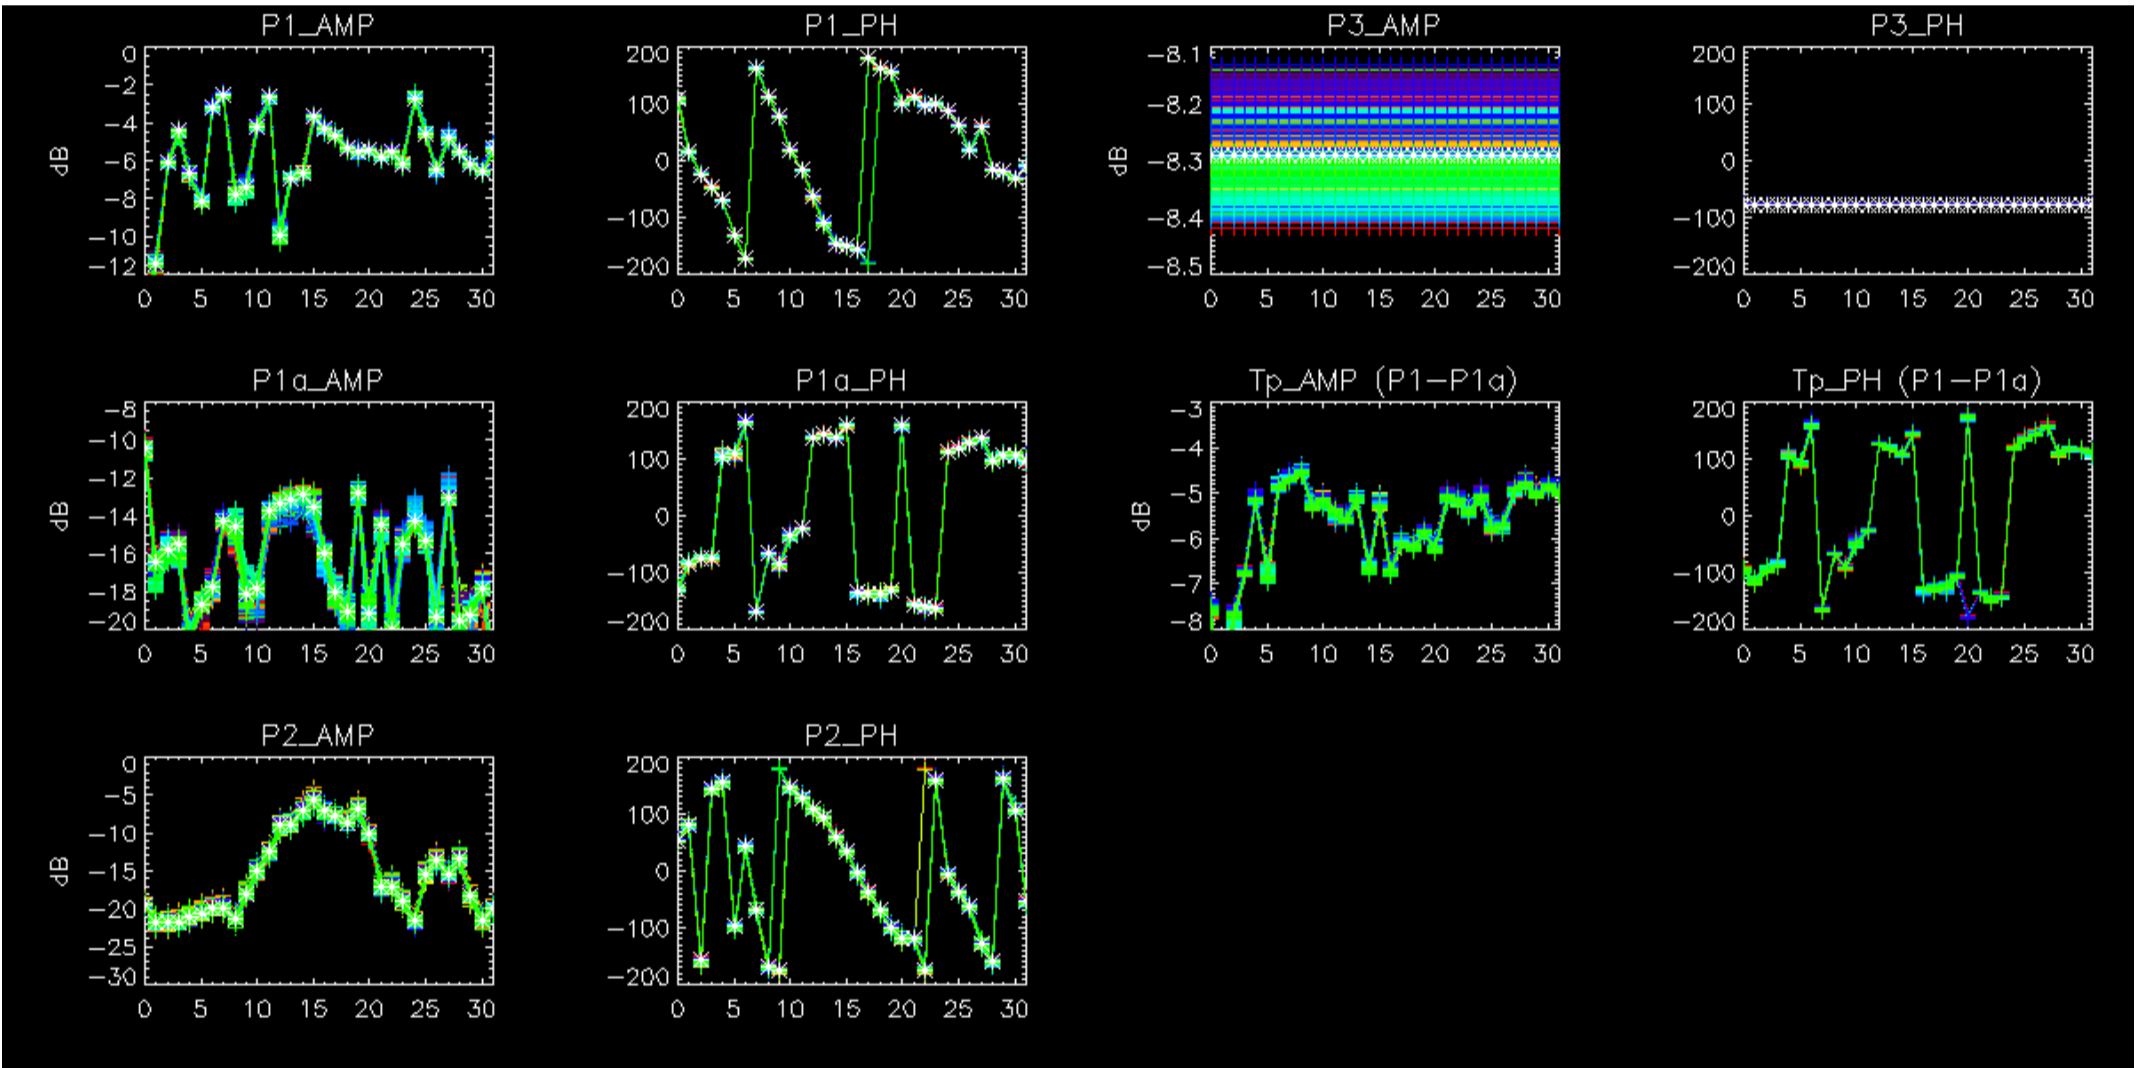 P1_AMP
P1_PH
P3_AMP
P3_PH
0
−2
−4
−6
−8
−10
−12
dB
0 5 10 15 20 25 30
200
100
0
−100
−200
0 5 10 15 20 25 30
−8.1
−8.2
−8.3
−8.4
−8.5
dB
0 5 10 15 20 25 30
200
100
0
−100
−200
0 5 10 15 20 25 30
P1a_AMP
P1a_PH
Tp_AMP (P1−P1a)
Tp_PH (P1−P1a)
−8
−10
−12
−14
−16
−18
−20
dB
0 5 10 15 20 25 30
200
100
0
−100
−200
0 5 10 15 20 25 30
−3
−4
−5
−6
−7
−8
dB
0 5 10 15 20 25 30
200
100
0
−100
−200
0 5 10 15 20 25 30
P2_AMP
P2_PH
0
−5
−10
−15
−20
−25
−30
dB
0 5 10 15 20 25 30
200
100
0
−100
−200
0 5 10 15 20 25 30